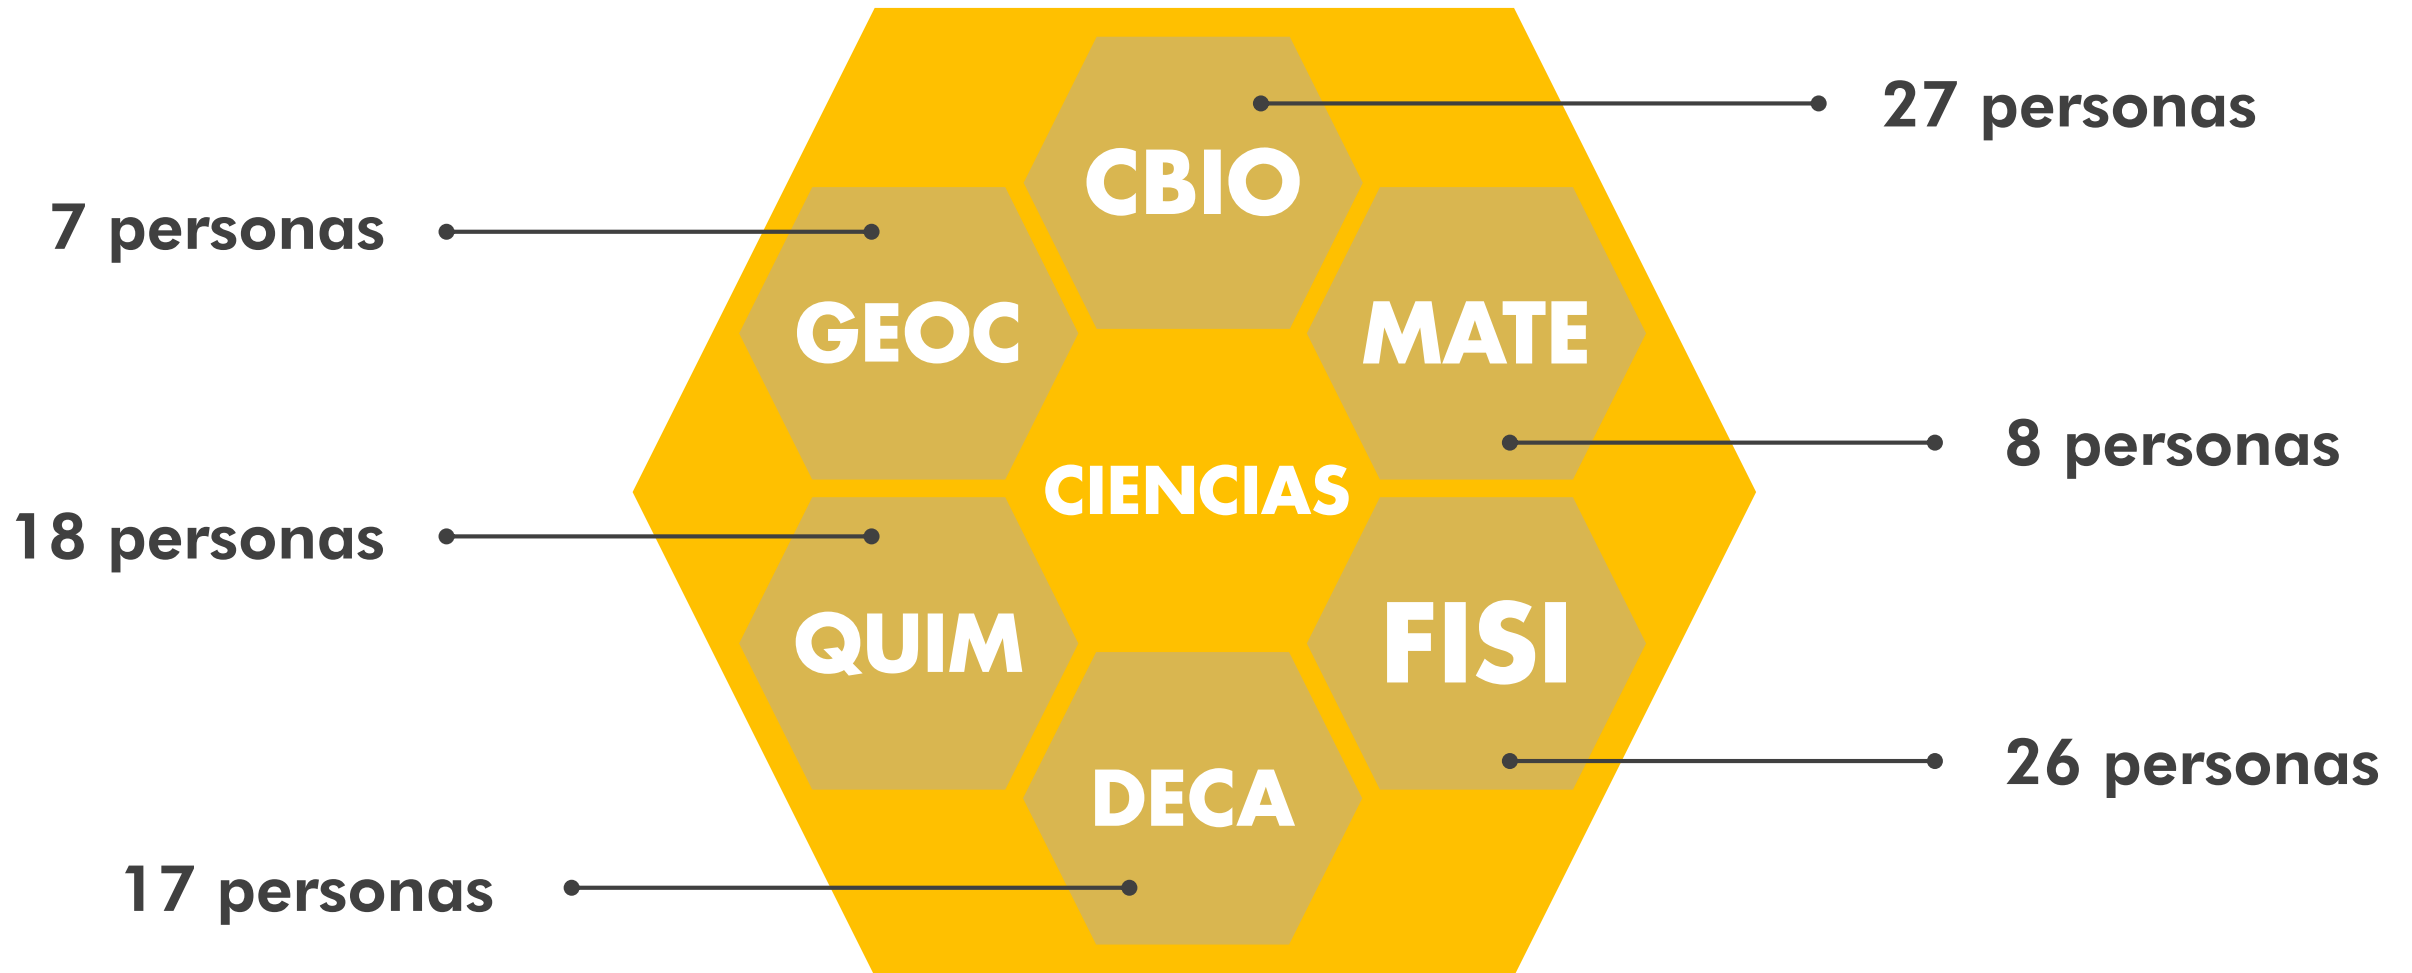 27 personas
CBIO
7 personas
GEOC
MATE
8 personas
CIENCIAS
18 personas
QUIM
FISI
26 personas
DECA
17 personas